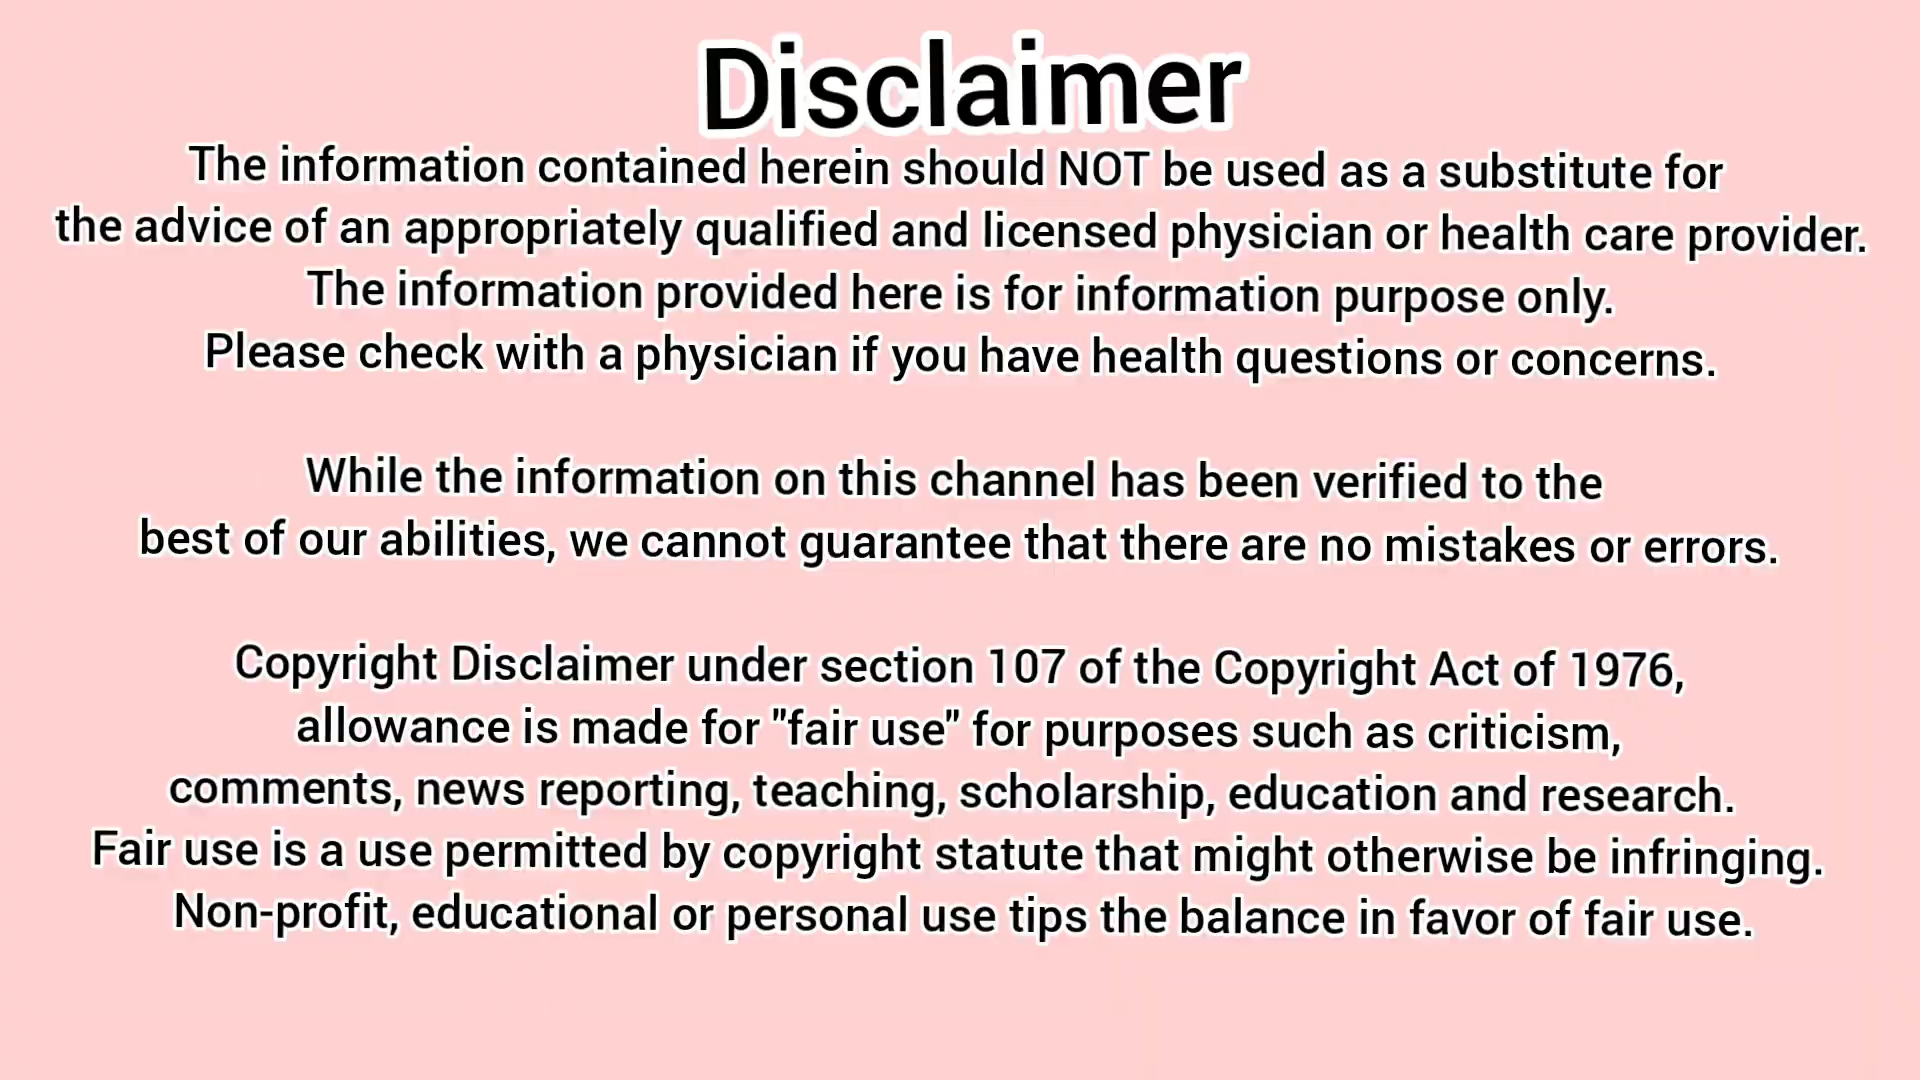 Disclaimer
The information contained herein should NOT be used as a substitute for
the advice of an appropriately qualified and licensed physician or health care provider.
The information provided here is for information purpose only.
Please check with a physician if you have health questions or concerns.
While the information on this channel has been verified to the
best of our abilities, we cannot guarantee that there are no mistakes or errors.
Copyright Disclaimer under section 107 of the Copyright Act of 1976,
allowance is made for "fair use" for purposes such as criticism,
comments, news reporting, teaching, scholarship, education and research.
Fair use is a use permitted by copyright statute that might otherwise be infringing.
Non-profit, educational or personal use tips the balance in favor of fair use.